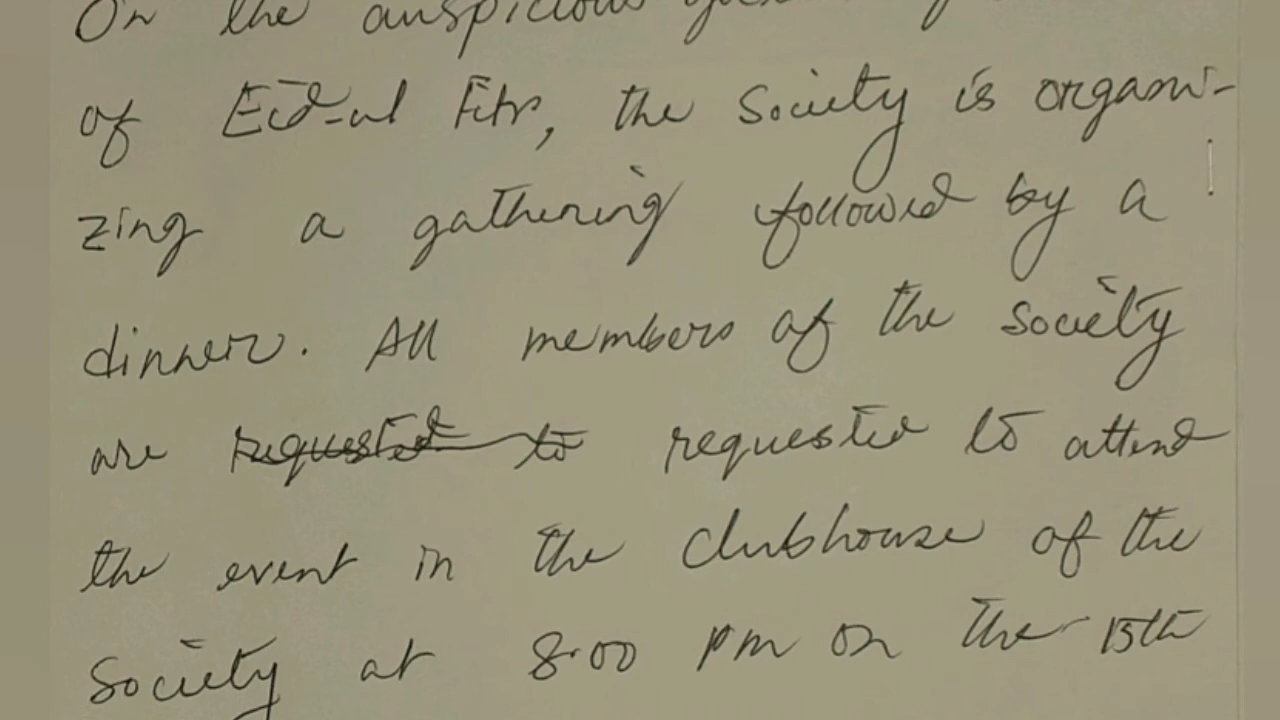 On the auspicious
of Eid-ul Fitr, the Society is organi-
zing a gathering followed by a
dinner. All members of the Society
are requested to requested to attend
the event in the clubhouse of the
Society at 8:00 pm on the 15th